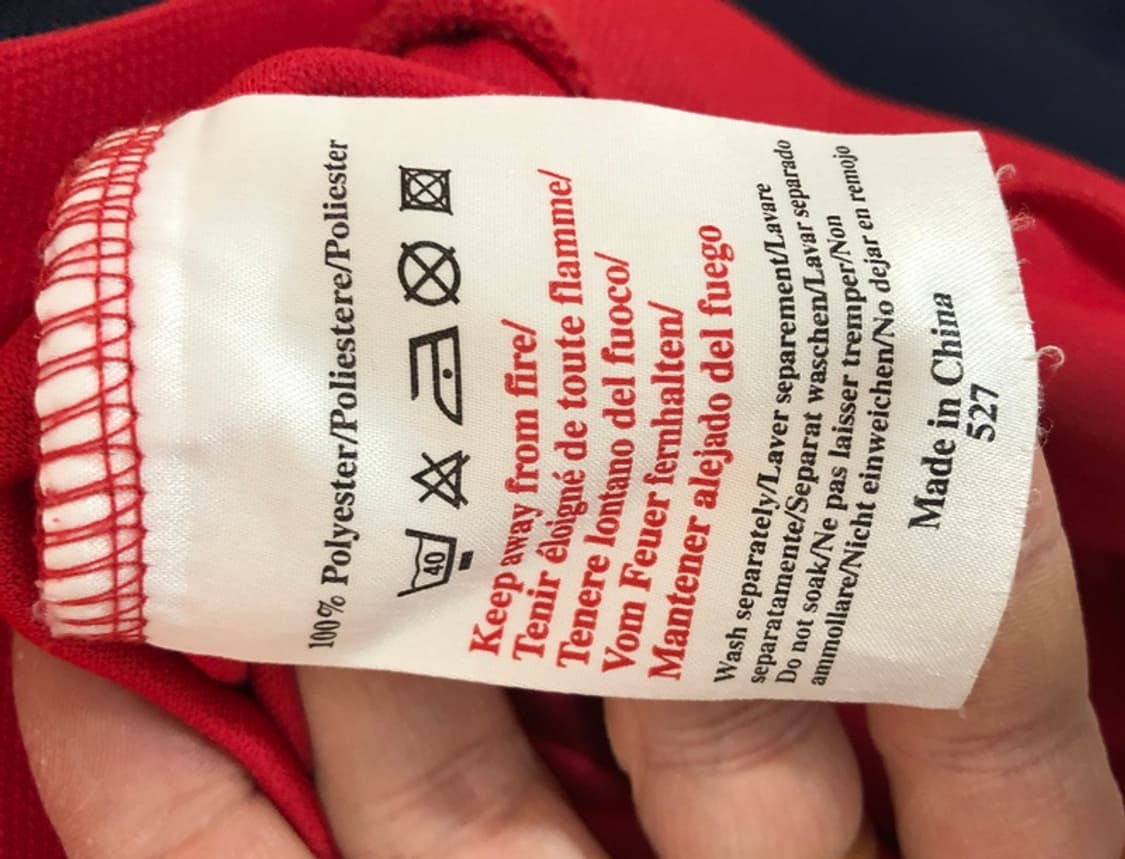 100% Polyester/Poliestere/Poliester
40
Keep away from fire/
Tenir éloigné de toute flamme/
Tenere lontano del fuoco/
Vom Feuer fernhalten/
Mantener alejado del fuego
Wash separately/Laver separement/Lavare
separatamente/Separat waschen/Lavar separado
Do not soak/Ne pas laisser tremper/Non
ammollare/Nicht einweichen/No dejar en remojo
Made in China
527